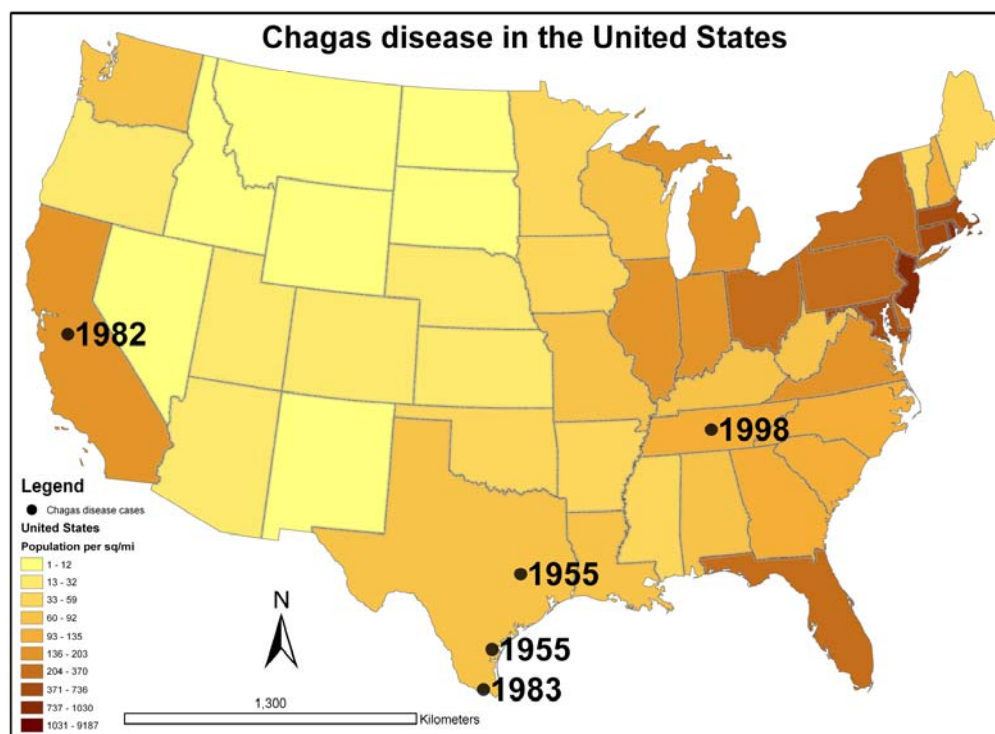 Chagas disease in the United States
1982
1998
1955
1955
1983
Legend
Chagas disease cases
United States
Population per sq/mi
1 - 12
13 - 32
33 - 59
60 - 92
93 - 135
136 - 203
204 - 370
371 - 736
737 - 1030
1031 - 9187
N
1,300
Kilometers